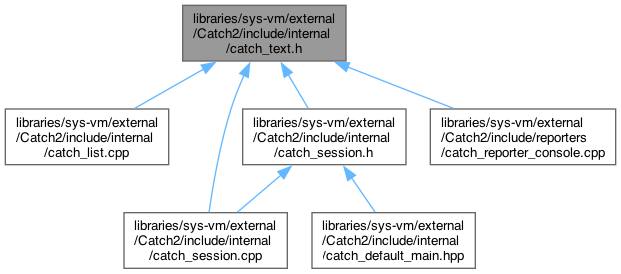 libraries/sys-vm/external
/Catch2/include/internal
/catch_text.h
libraries/sys-vm/external
/Catch2/include/internal
/catch_list.cpp
libraries/sys-vm/external
/Catch2/include/internal
/catch_session.h
libraries/sys-vm/external
/Catch2/include/reporters
/catch_reporter_console.cpp
libraries/sys-vm/external
/Catch2/include/internal
/catch_session.cpp
libraries/sys-vm/external
/Catch2/include/internal
/catch_default_main.hpp